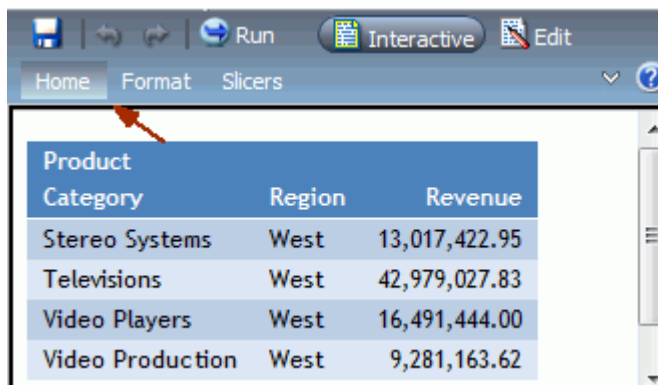 Run Interactive Edit
Home Format Slicers
Product
Category Region Revenue
Stereo Systems West 13,017,422.95
Televisions West 42,979,027.83
Video Players West 16,491,444.00
Video Production West 9,281,163.62